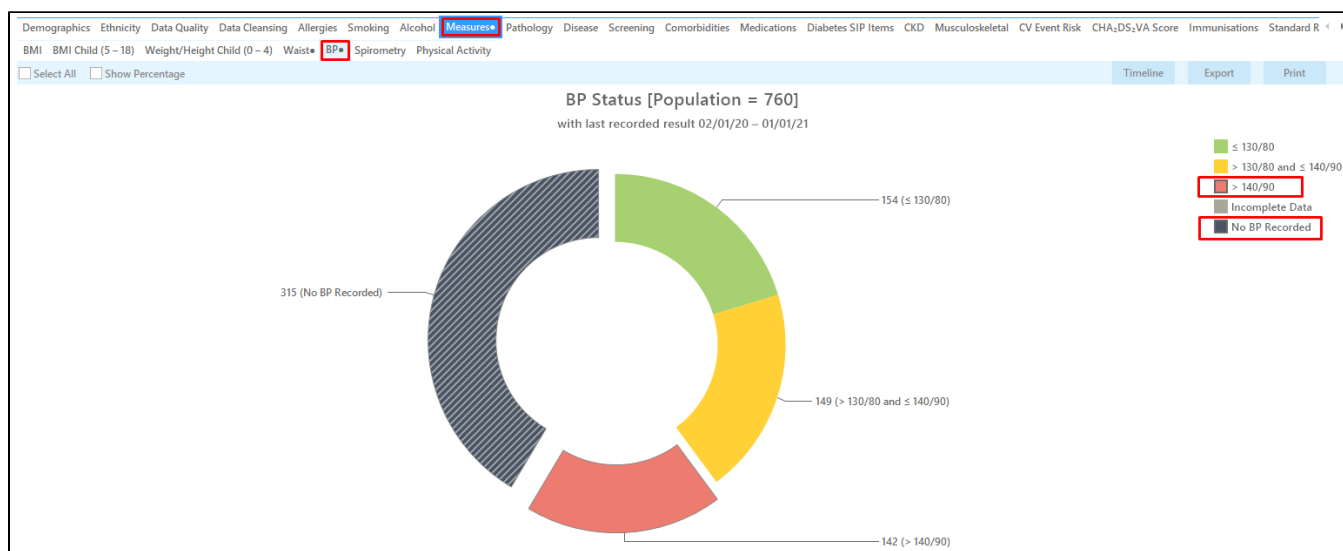 Demographics Ethnicity Data Quality Data Cleansing Allergies Smoking Alcohol Measures• Pathology Disease Screening Comorbidities Medications Diabetes SIP Items CKD Musculoskeletal CV Event Risk CHA₂DS₂VA Score Immunisations Standard R
BMI BMI Child (5 – 18) Weight/Height Child (0 – 4) Waist• BP• Spirometry Physical Activity
Select All Show Percentage Timeline Export Print
BP Status [Population = 760]
with last recorded result 02/01/20 – 01/01/21
≤ 130/80
> 130/80 and ≤ 140/90
> 140/90
Incomplete Data
No BP Recorded
154 (≤ 130/80)
315 (No BP Recorded)
149 (> 130/80 and ≤ 140/90)
142 (> 140/90)